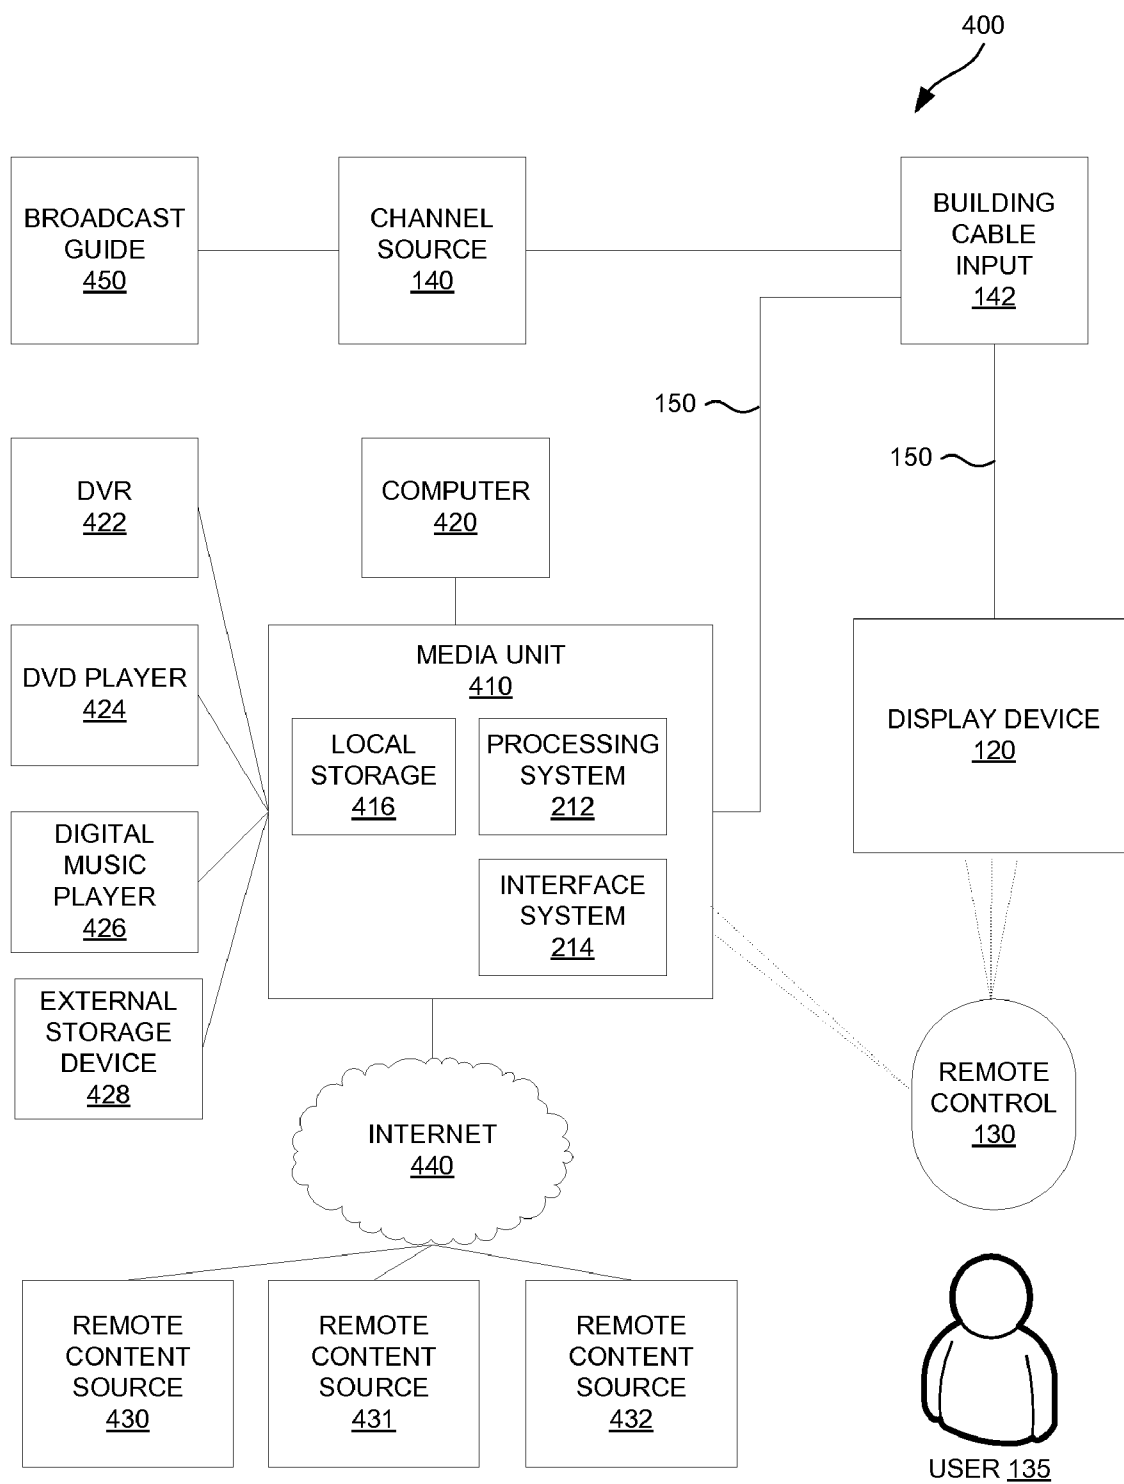 400
BROADCAST
GUIDE
450
CHANNEL
SOURCE
140
BUILDING
CABLE
INPUT
142
150
150
DVR
422
COMPUTER
420
DVD PLAYER
424
MEDIA UNIT
410
LOCAL
STORAGE
416
PROCESSING
SYSTEM
212
INTERFACE
SYSTEM
214
DISPLAY DEVICE
120
DIGITAL
MUSIC
PLAYER
426
EXTERNAL
STORAGE
DEVICE
428
REMOTE
CONTROL
130
INTERNET
440
REMOTE
CONTENT
SOURCE
430
REMOTE
CONTENT
SOURCE
431
REMOTE
CONTENT
SOURCE
432
USER 135